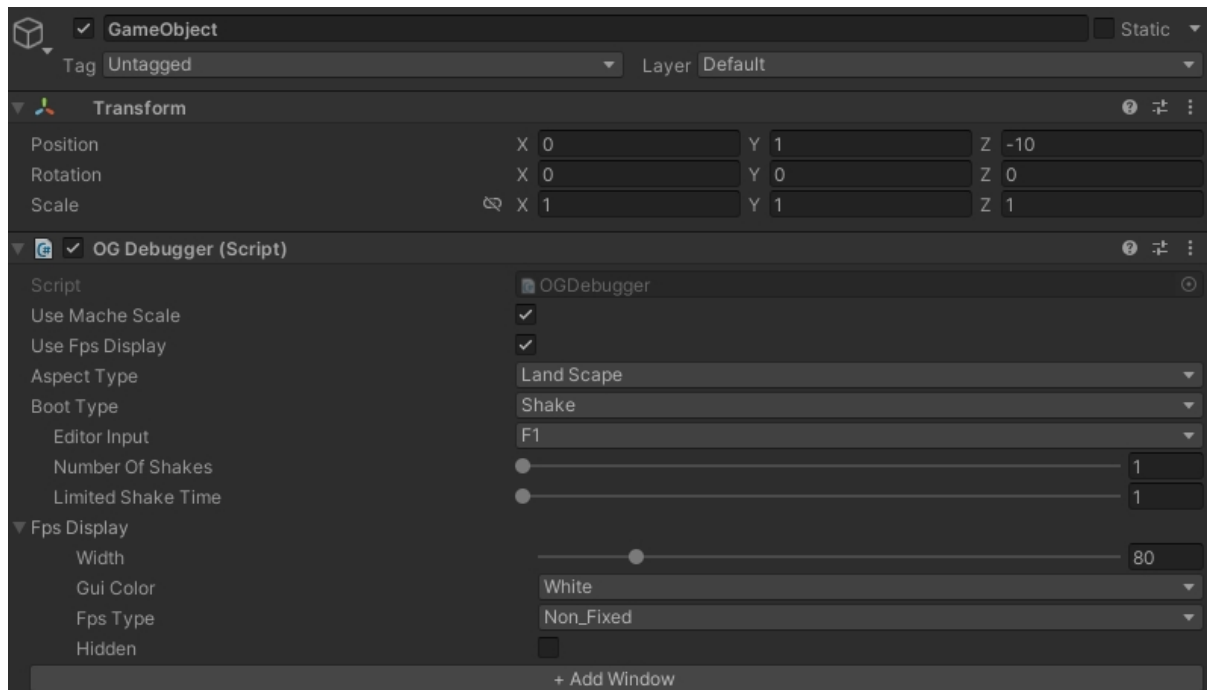 GameObject Static
Tag Untagged Layer Default
Transform
Position X 0 Y 1 Z -10
Rotation X 0 Y 0 Z 0
Scale X 1 Y 1 Z 1
OG Debugger (Script)
Script OGDebugger
Use Mache Scale
Use Fps Display
Aspect Type Land Scape
Boot Type Shake
Editor Input F1
Number Of Shakes 1
Limited Shake Time 1
Fps Display
Width 80
Gui Color White
Fps Type Non_Fixed
Hidden
+ Add Window